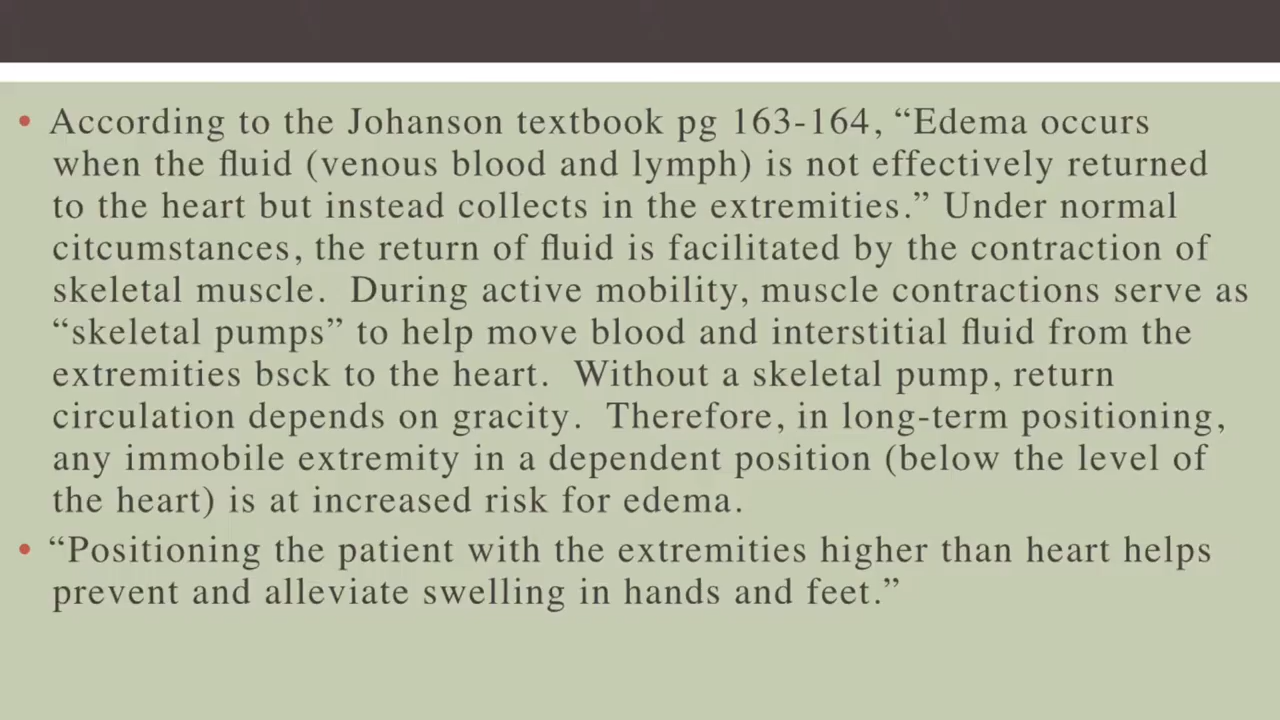 • According to the Johanson textbook pg 163-164, “Edema occurs
when the fluid (venous blood and lymph) is not effectively returned
to the heart but instead collects in the extremities.” Under normal
citcumstances, the return of fluid is facilitated by the contraction of
skeletal muscle.  During active mobility, muscle contractions serve as
“skeletal pumps” to help move blood and interstitial fluid from the
extremities bsck to the heart.  Without a skeletal pump, return
circulation depends on gracity.  Therefore, in long-term positioning,
any immobile extremity in a dependent position (below the level of
the heart) is at increased risk for edema.
• “Positioning the patient with the extremities higher than heart helps
prevent and alleviate swelling in hands and feet.”